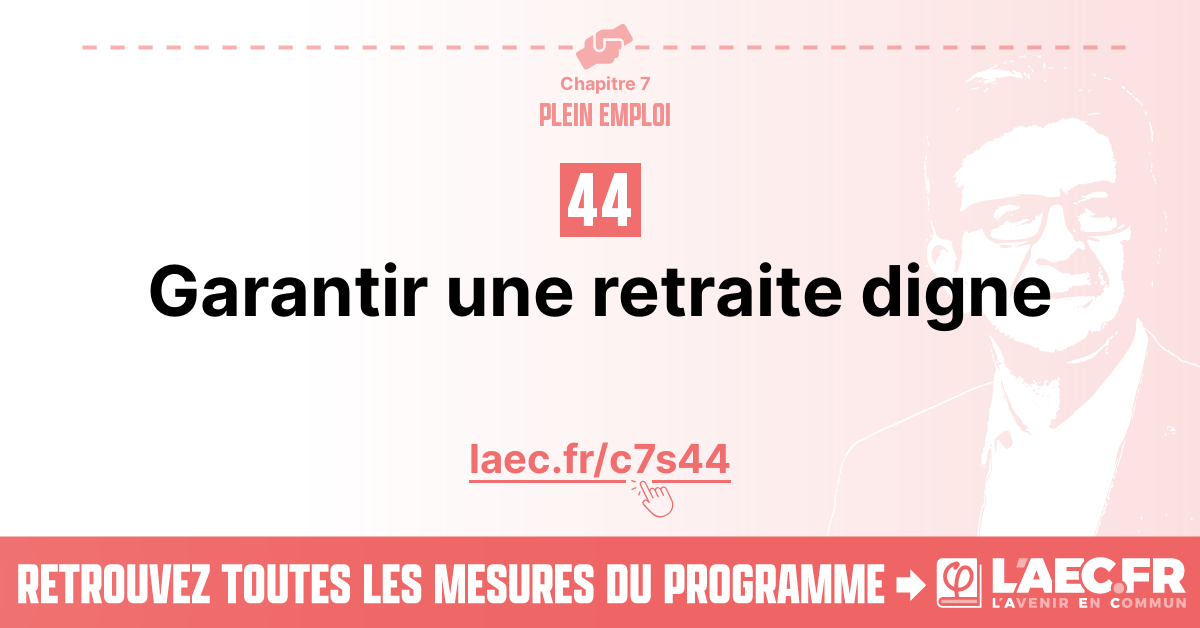 Chapitre 7
PLEIN EMPLOI
44
Garantir une retraite digne
laec.fr/c7s44
RETROUVEZ TOUTES LES MESURES DU PROGRAMME
φ L'AEC.FR
L'AVENIR EN COMMUN